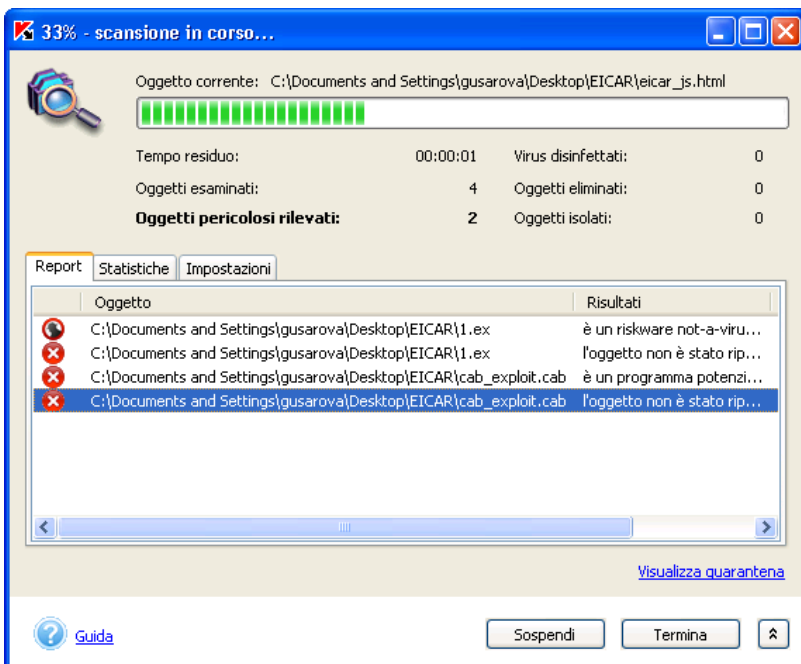 33% - scansione in corso...
Oggetto corrente: C:\Documents and Settings\gusarova\Desktop\EICAR\eicar_js.html
Tempo residuo: 00:00:01 Virus disinfettati: 0
Oggetti esaminati: 4 Oggetti eliminati: 0
Oggetti pericolosi rilevati: 2 Oggetti isolati: 0
Report Statistiche Impostazioni
Oggetto Risultati
C:\Documents and Settings\gusarova\Desktop\EICAR\1.ex è un riskware not-a-viru...
C:\Documents and Settings\gusarova\Desktop\EICAR\1.ex l'oggetto non è stato rip...
C:\Documents and Settings\gusarova\Desktop\EICAR\cab_exploit.cab è un programma potenzi...
C:\Documents and Settings\gusarova\Desktop\EICAR\cab_exploit.cab l'oggetto non è stato rip...
Visualizza quarantena
Guida Sospendi Termina